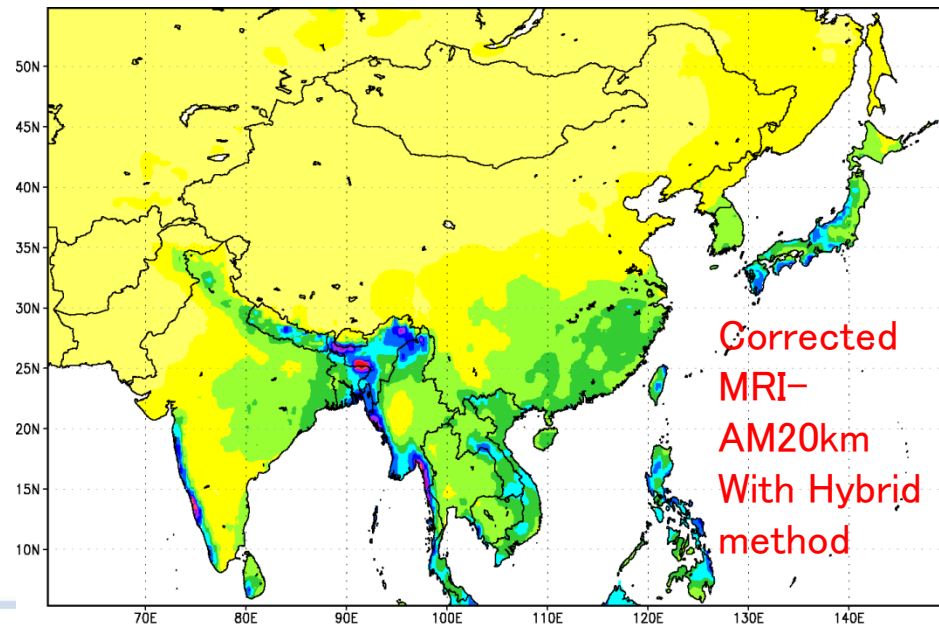 50N
45N
40N
35N
30N
25N
20N
15N
10N
Corrected
MRI-
AM20km
With Hybrid
method
70E 80E 90E 100E 110E 120E 130E 140E